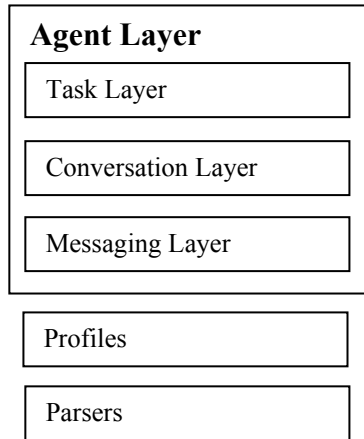 Agent Layer
Task Layer
Conversation Layer
Messaging Layer
Profiles
Parsers